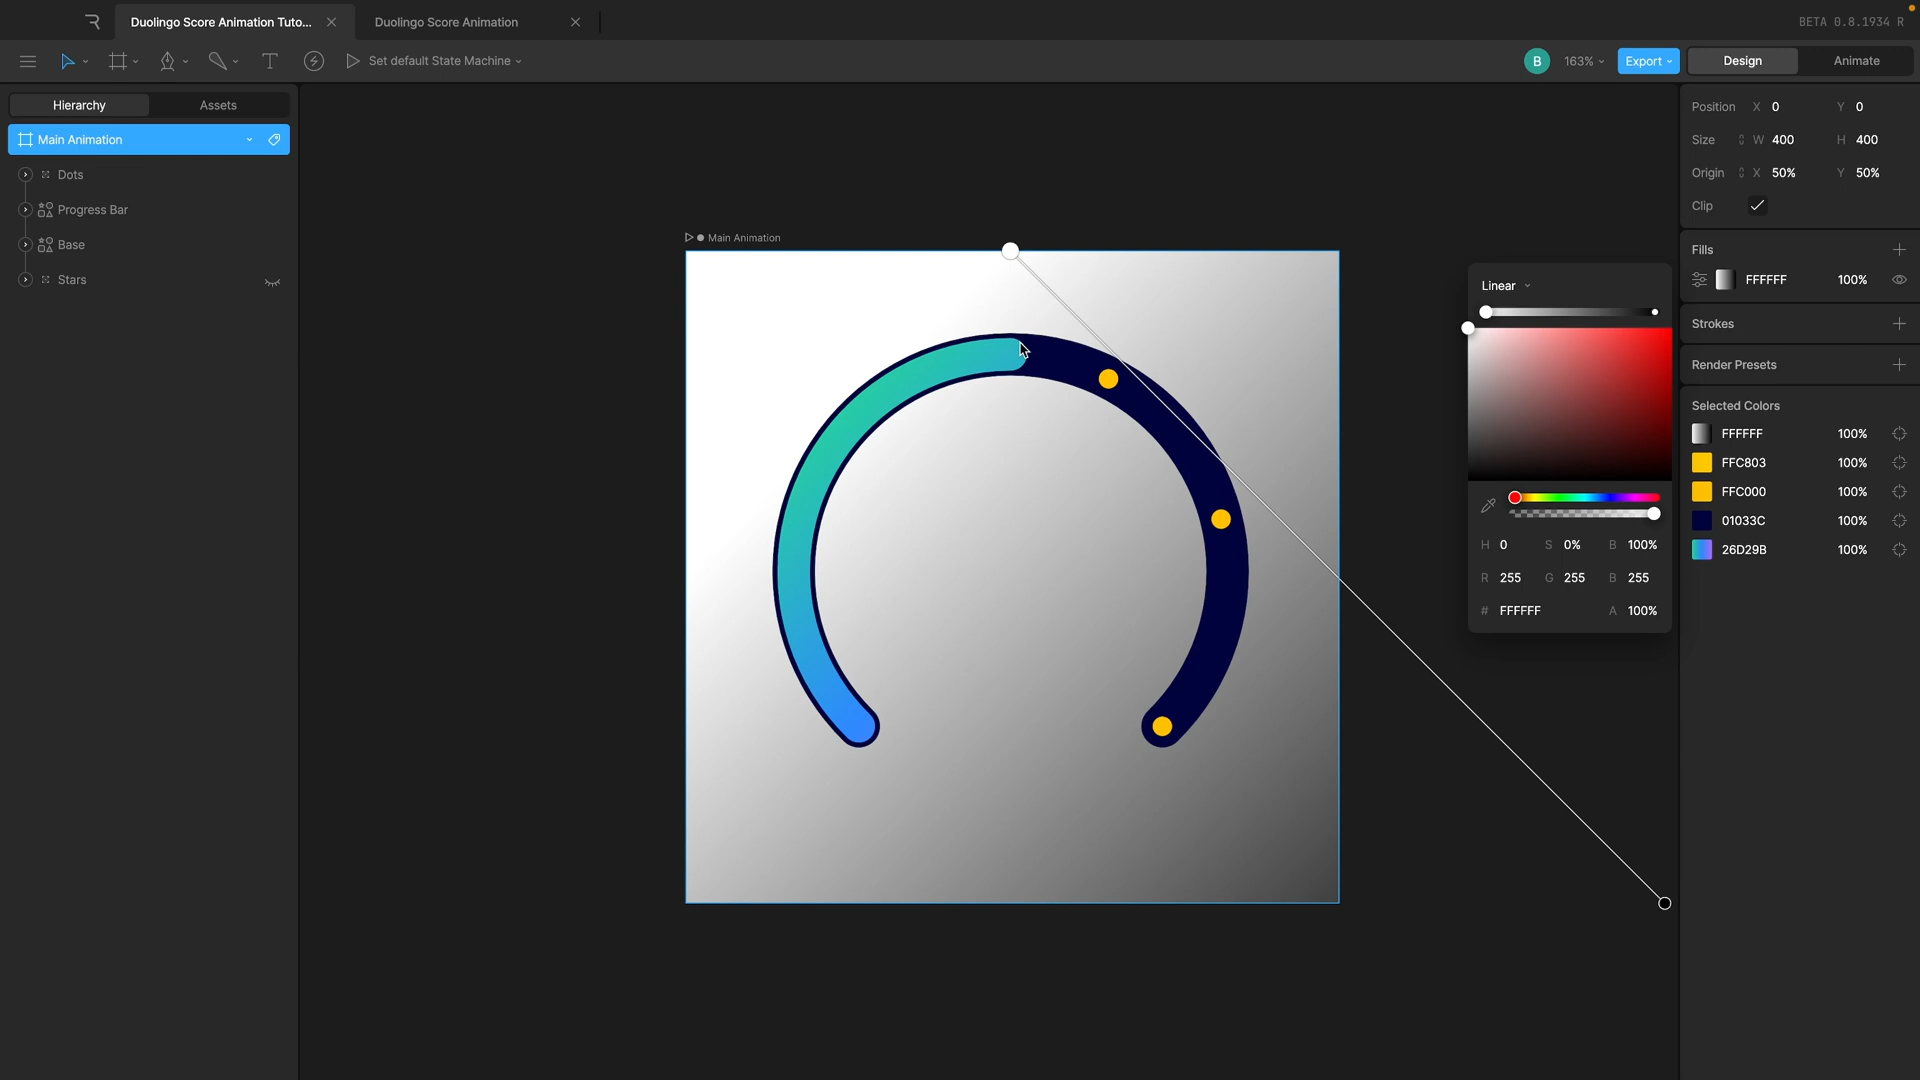 Duolingo Score Animation Tuto...
Duolingo Score Animation
BETA 0.8.1934 R
Set default State Machine
B
163%
Export
Design
Animate
Hierarchy
Assets
Main Animation
Dots
Progress Bar
Base
Stars
Main Animation
Linear
H 0 S 0% B 100%
R 255 G 255 B 255
# FFFFFF A 100%
Position X 0 Y 0
Size W 400 H 400
Origin X 50% Y 50%
Clip
Fills
FFFFFF 100%
Strokes
Render Presets
Selected Colors
FFFFFF 100%
FFC803 100%
FFC000 100%
01033C 100%
26D29B 100%